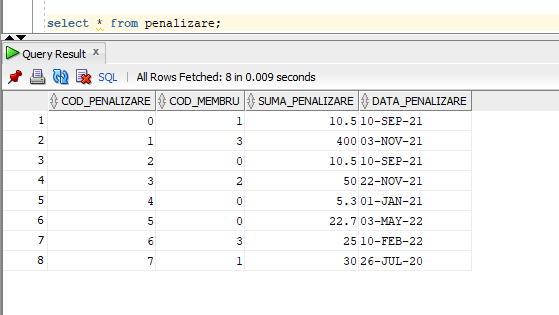 select * from penalizare;
Query Result x
SQL | All Rows Fetched: 8 in 0.009 seconds
COD_PENALIZARE COD_MEMBRU SUMA_PENALIZARE DATA_PENALIZARE
1 0 1 10.5 10-SEP-21
2 1 3 400 03-NOV-21
3 2 0 10.5 10-SEP-21
4 3 2 50 22-NOV-21
5 4 0 5.3 01-JAN-21
6 5 0 22.7 03-MAY-22
7 6 3 25 10-FEB-22
8 7 1 30 26-JUL-20